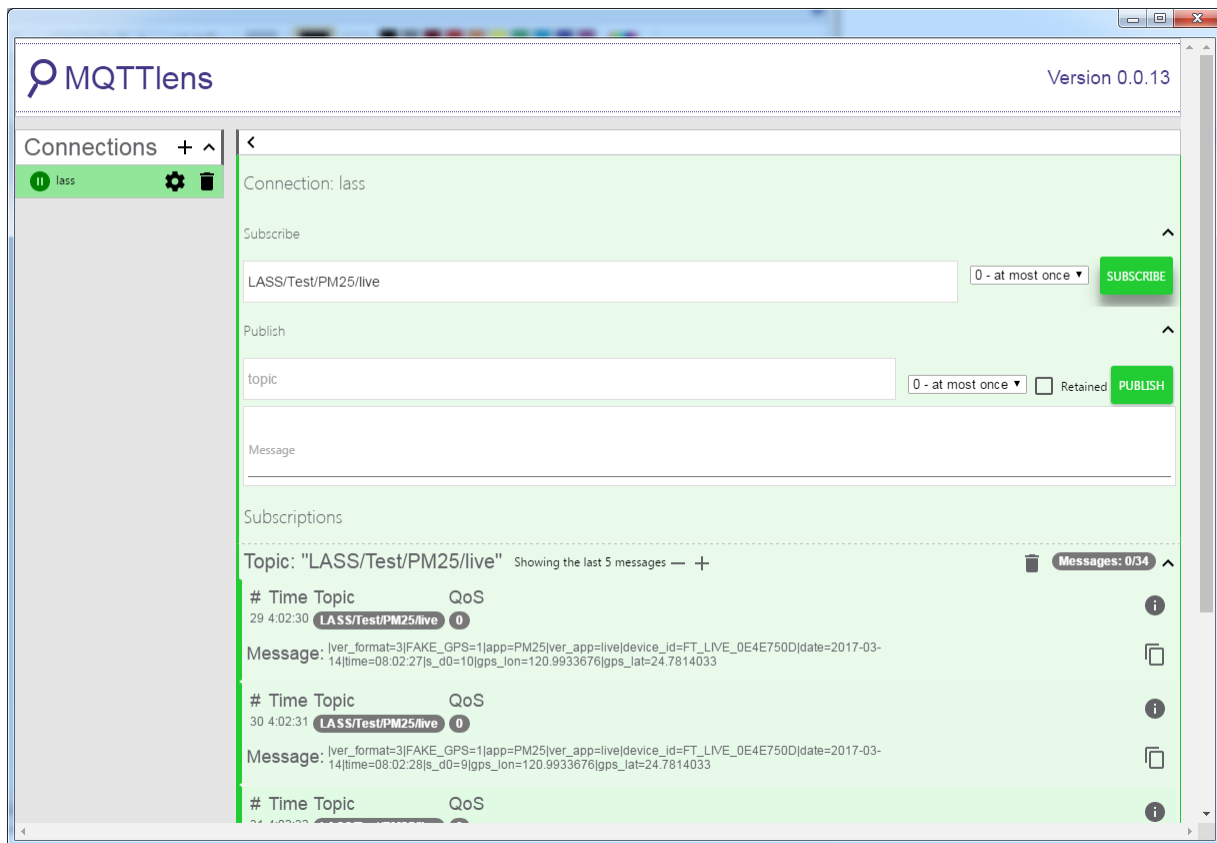 MQTTlens
Version 0.0.13
Connections
lass
Connection: lass
Subscribe
LASS/Test/PM25/live
0 - at most once
SUBSCRIBE
Publish
topic
0 - at most once
Retained
PUBLISH
Message
Subscriptions
Topic: "LASS/Test/PM25/live" Showing the last 5 messages — +
Messages: 0/34
# Time Topic QoS
29 4:02:30 LASS/Test/PM25/live 0
Message: |ver_format=3|FAKE_GPS=1|app=PM25|ver_app=live|device_id=FT_LIVE_0E4E750D|date=2017-03-
14|time=08:02:27|s_d0=10|gps_lon=120.9933676|gps_lat=24.7814033
# Time Topic QoS
30 4:02:31 LASS/Test/PM25/live 0
Message: |ver_format=3|FAKE_GPS=1|app=PM25|ver_app=live|device_id=FT_LIVE_0E4E750D|date=2017-03-
14|time=08:02:28|s_d0=9|gps_lon=120.9933676|gps_lat=24.7814033
# Time Topic QoS